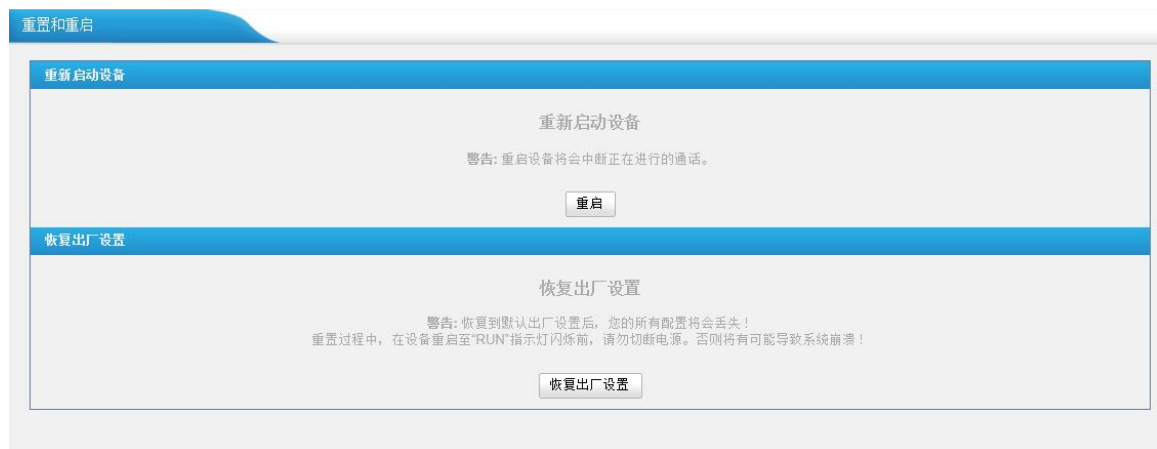 重置和重启
重新启动设备
重新启动设备
警告: 重启设备将会中断正在进行的通话。
重启
恢复出厂设置
恢复出厂设置
警告: 恢复到默认出厂设置后，您的所有配置将会丢失！
重置过程中，在设备重启至“RUN”指示灯闪烁前，请勿切断电源。否则将有可能导致系统崩溃！
恢复出厂设置